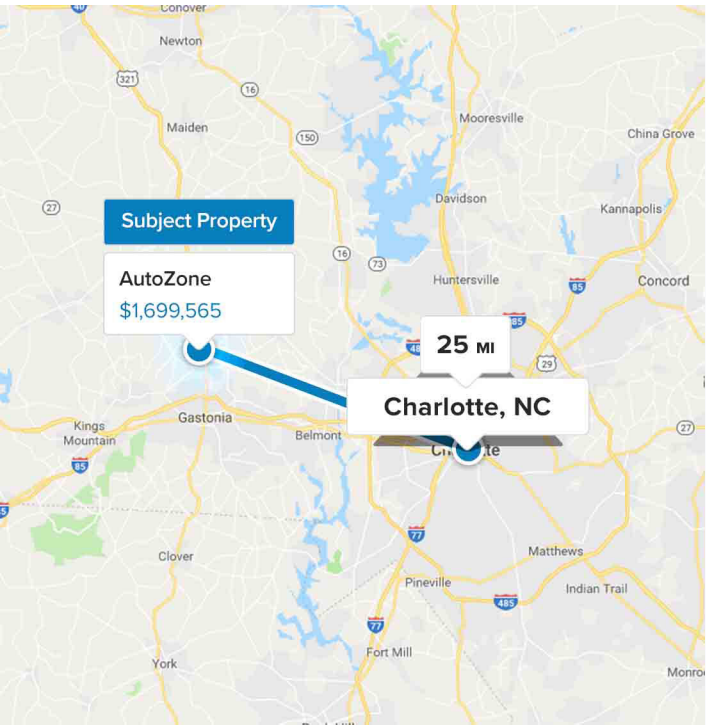 40
Conover
Newton
321
16
Mooresville
Maiden
150
China Grove
27
Davidson
Kannapolis
Subject Property
16
73
AutoZone
Huntersville
85
Concord
$1,699,565
85
25 MI
29
Charlotte, NC
Gastonia
Kings
Mountain
Belmont
27
85
77
Clover
Matthews
Pineville
Indian Trail
485
77
Fort Mill
York